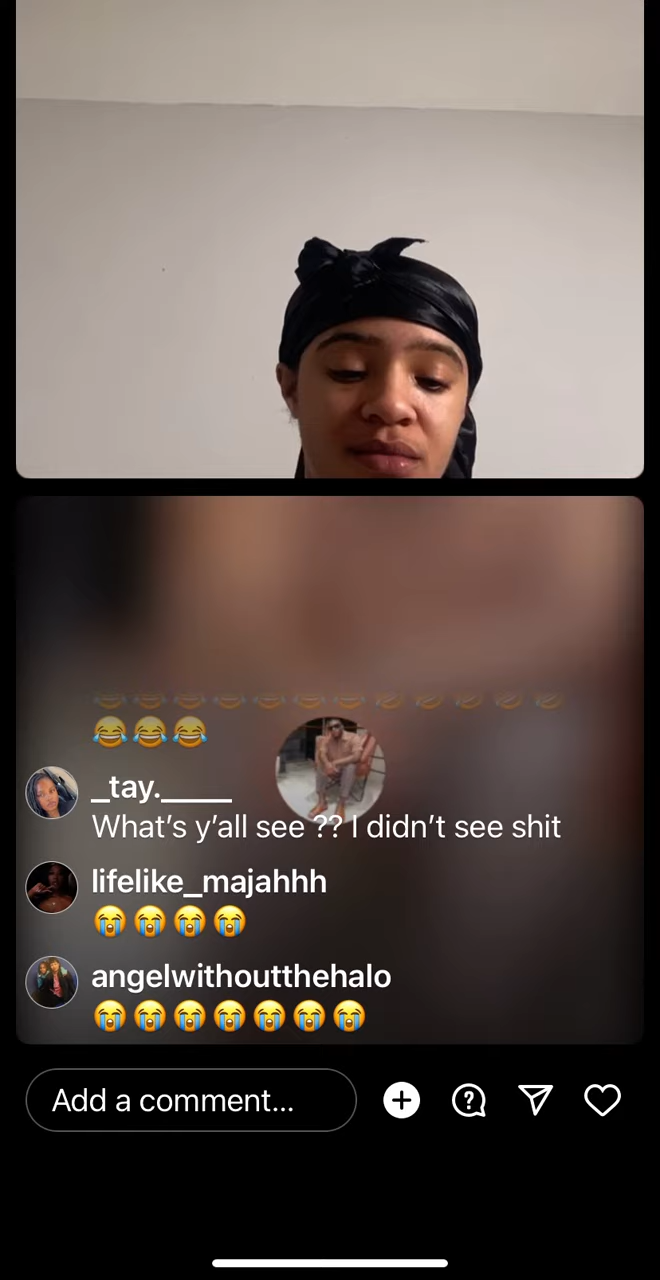 😂😂😂😂😂😂😂🤣🤣🤣🤣🤣
😂😂😂
_tay._____
What’s y’all see ?? I didn’t see shit
lifelike_majahhh
😭😭😭😭
angelwithoutthehalo
😭😭😭😭😭😭😭
Add a comment...